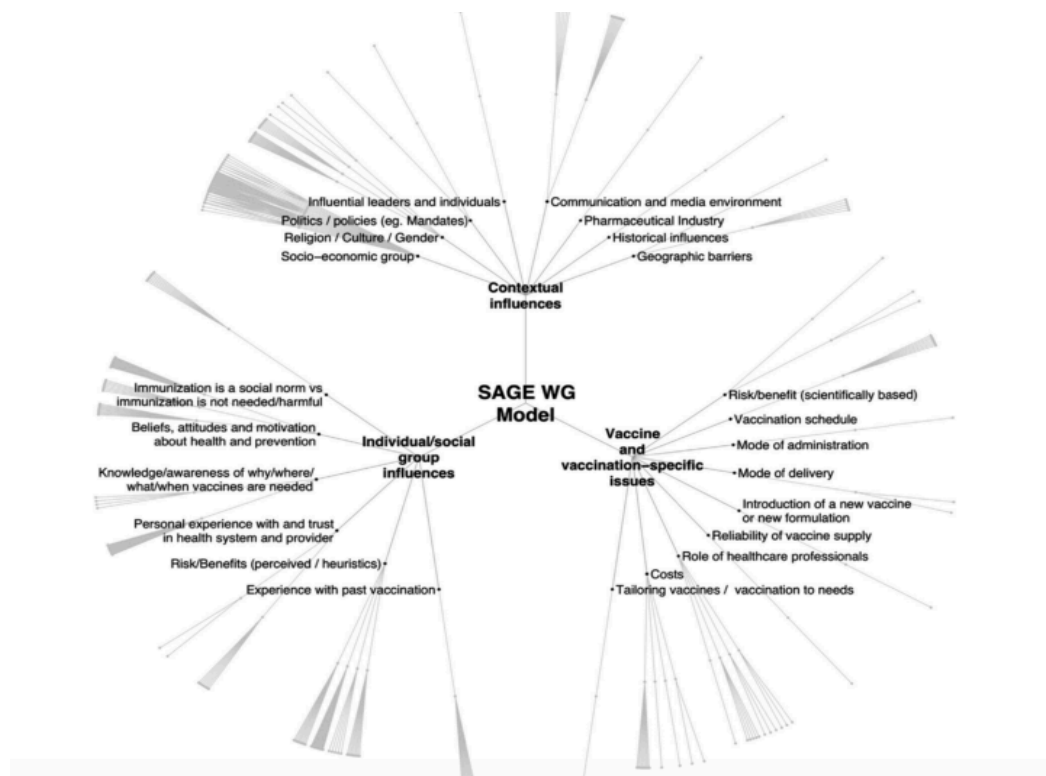 Influential leaders and individuals
Communication and media environment
Politics / policies (eg. Mandates)
Pharmaceutical Industry
Religion / Culture / Gender
Historical influences
Socio−economic group
Geographic barriers
Contextual
influences
SAGE WG
Model
Immunization is a social norm vs
immunization is not needed/harmful
Beliefs, attitudes and motivation
about health and prevention
Individual/social
group
influences
Knowledge/awareness of why/where/
what/when vaccines are needed
Personal experience with and trust
in health system and provider
Risk/Benefits (perceived / heuristics)
Experience with past vaccination
Vaccine
and
vaccination−specific
issues
Risk/benefit (scientifically based)
Vaccination schedule
Mode of administration
Mode of delivery
Introduction of a new vaccine
or new formulation
Reliability of vaccine supply
Role of healthcare professionals
Costs
Tailoring vaccines / vaccination to needs